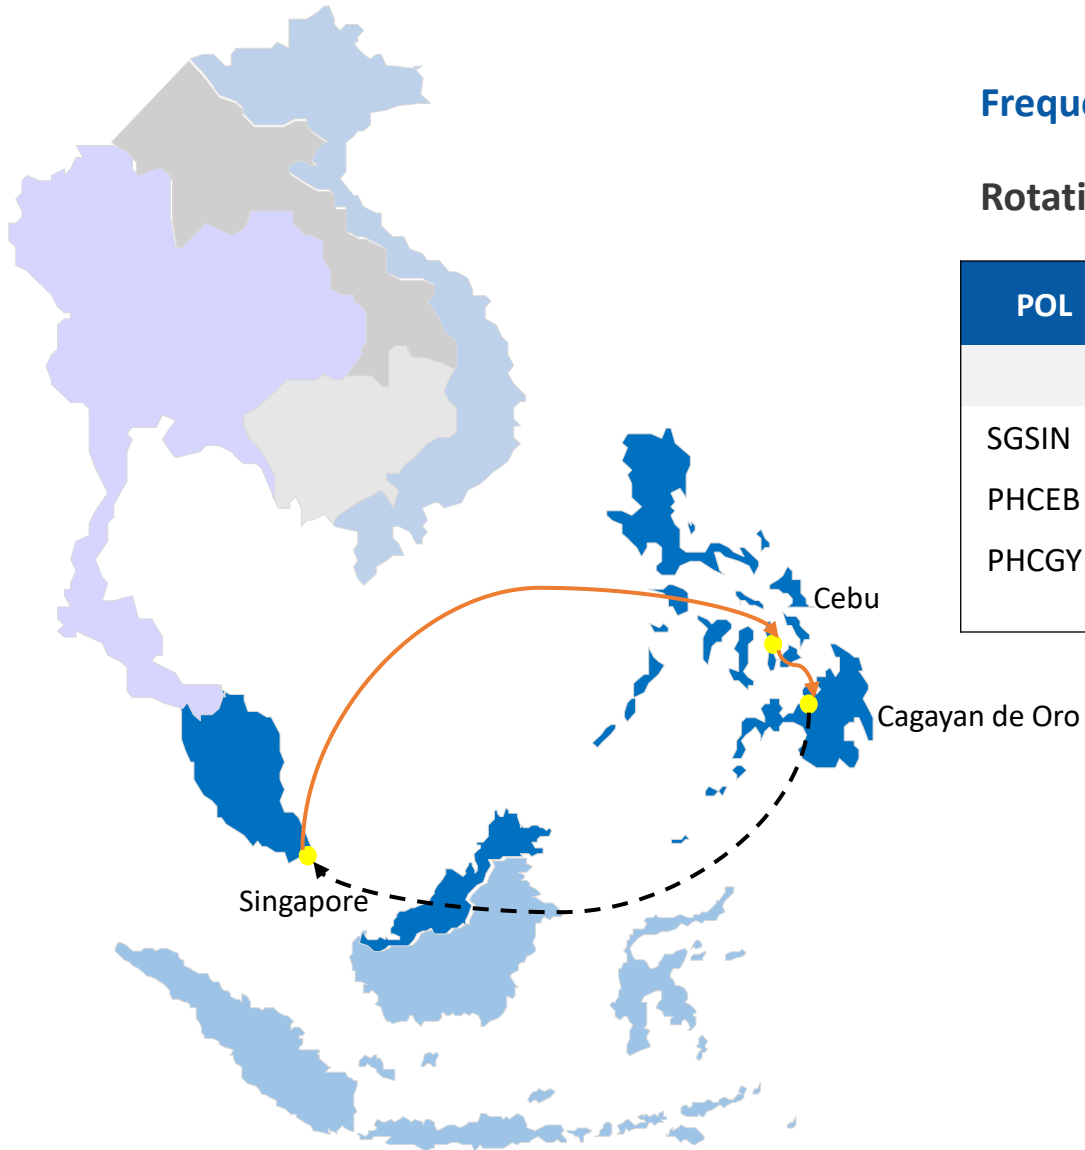 Frequ
Rotati
POL
SGSIN
PHCEB
PHCGY
Cebu
Cagayan de Oro
Singapore